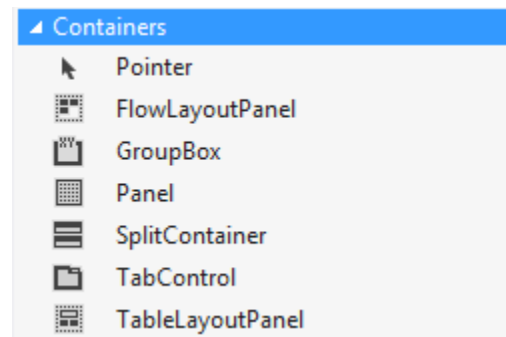 Containers
Pointer
FlowLayoutPanel
GroupBox
Panel
SplitContainer
TabControl
TableLayoutPanel